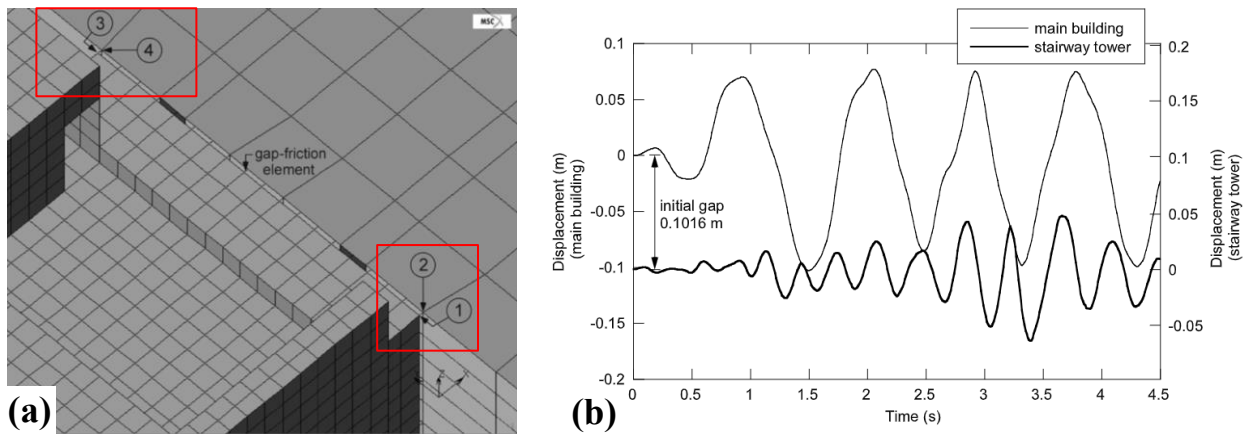 MSC
3
4
gap-friction
element
2
1
Z
(a)
main building
stairway tower
0.1
0.05
0
-0.05
-0.1
-0.15
-0.2
Displacement (m)
(main building)
initial gap
0.1016 m
0.2
0.15
0.1
0.05
0
-0.05
Displacement (m)
(stairway tower)
0 0.5 1 1.5 2 2.5 3 3.5 4 4.5
Time (s)
(b)